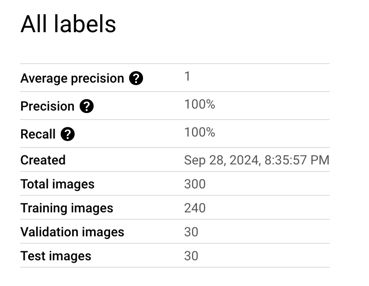 All labels
Average precision ? 1
Precision ? 100%
Recall ? 100%
Created Sep 28, 2024, 8:35:57 PM
Total images 300
Training images 240
Validation images 30
Test images 30